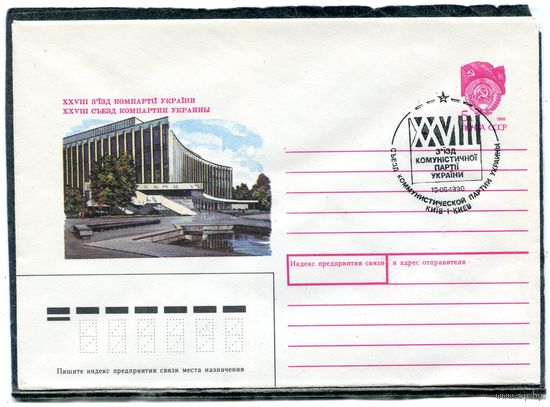 XXVIII З'ЇЗД КОМПАРТІЇ УКРАЇНИ
XXVIII СЪЕЗД КОМПАРТИИ УКРАИНЫ
1988
ПОЧТА СССР
XXVIII
З'ЇЗД
КОМУНІСТИЧНОЇ
ПАРТІЇ
УКРАЇНИ
19·06·1990
СЪЕЗД КОММУНИСТИЧЕСКОЙ ПАРТИИ УКРАИНЫ
КИЇВ·1·КИЕВ
Индекс предприятия связи и адрес отправителя
Пишите индекс предприятия связи места назначения